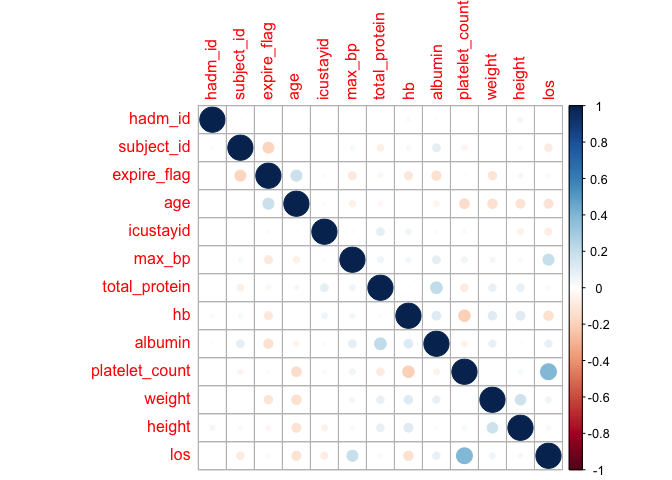 hadm_id
subject_id
expire_flag
age
icustayid
max_bp
total_protein
hb
albumin
platelet_count
weight
height
los
hadm_id
subject_id
expire_flag
age
icustayid
max_bp
total_protein
hb
albumin
platelet_count
weight
height
los
1
0.8
0.6
0.4
0.2
0
-0.2
-0.4
-0.6
-0.8
-1